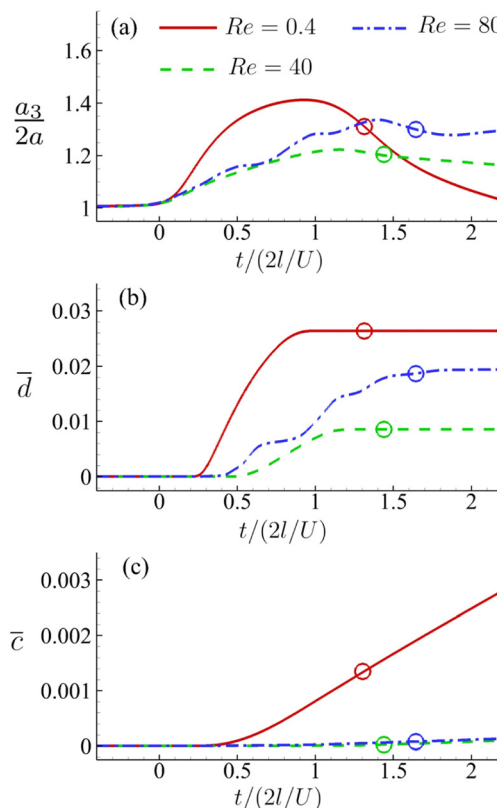 (a) Re = 0.4 Re = 80
Re = 40
a₃/2a
1.6
1.4
1.2
1
0 0.5 1 1.5 2
t/(2l/U)
(b)
0.03
0.02
d̅
0.01
0
0 0.5 1 1.5 2
t/(2l/U)
(c)
0.003
0.002
c̅
0.001
0
0 0.5 1 1.5 2
t/(2l/U)